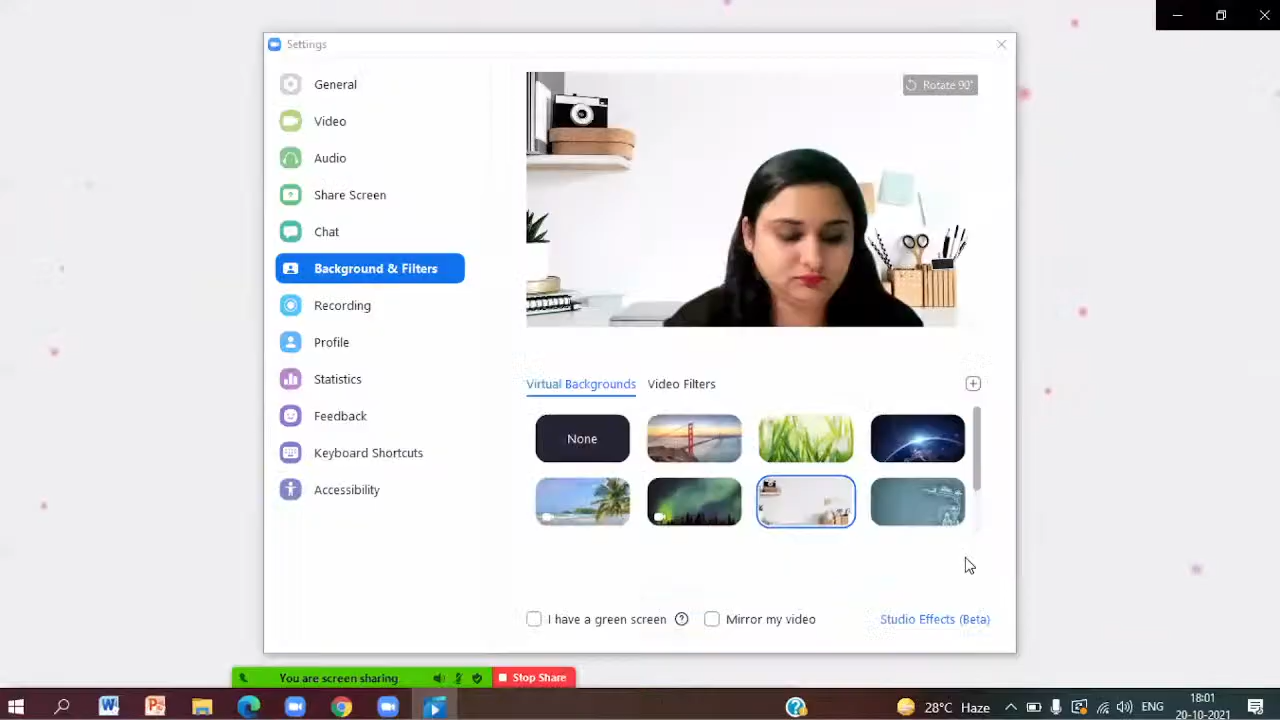 Settings
General
Video
Audio
Share Screen
Chat
Background & Filters
Recording
Profile
Statistics
Feedback
Keyboard Shortcuts
Accessibility
Rotate 90°
Virtual Backgrounds Video Filters
None
I have a green screen Mirror my video Studio Effects (Beta)
You are screen sharing Stop Share
28°C Haze ENG 18:01
20-10-2021